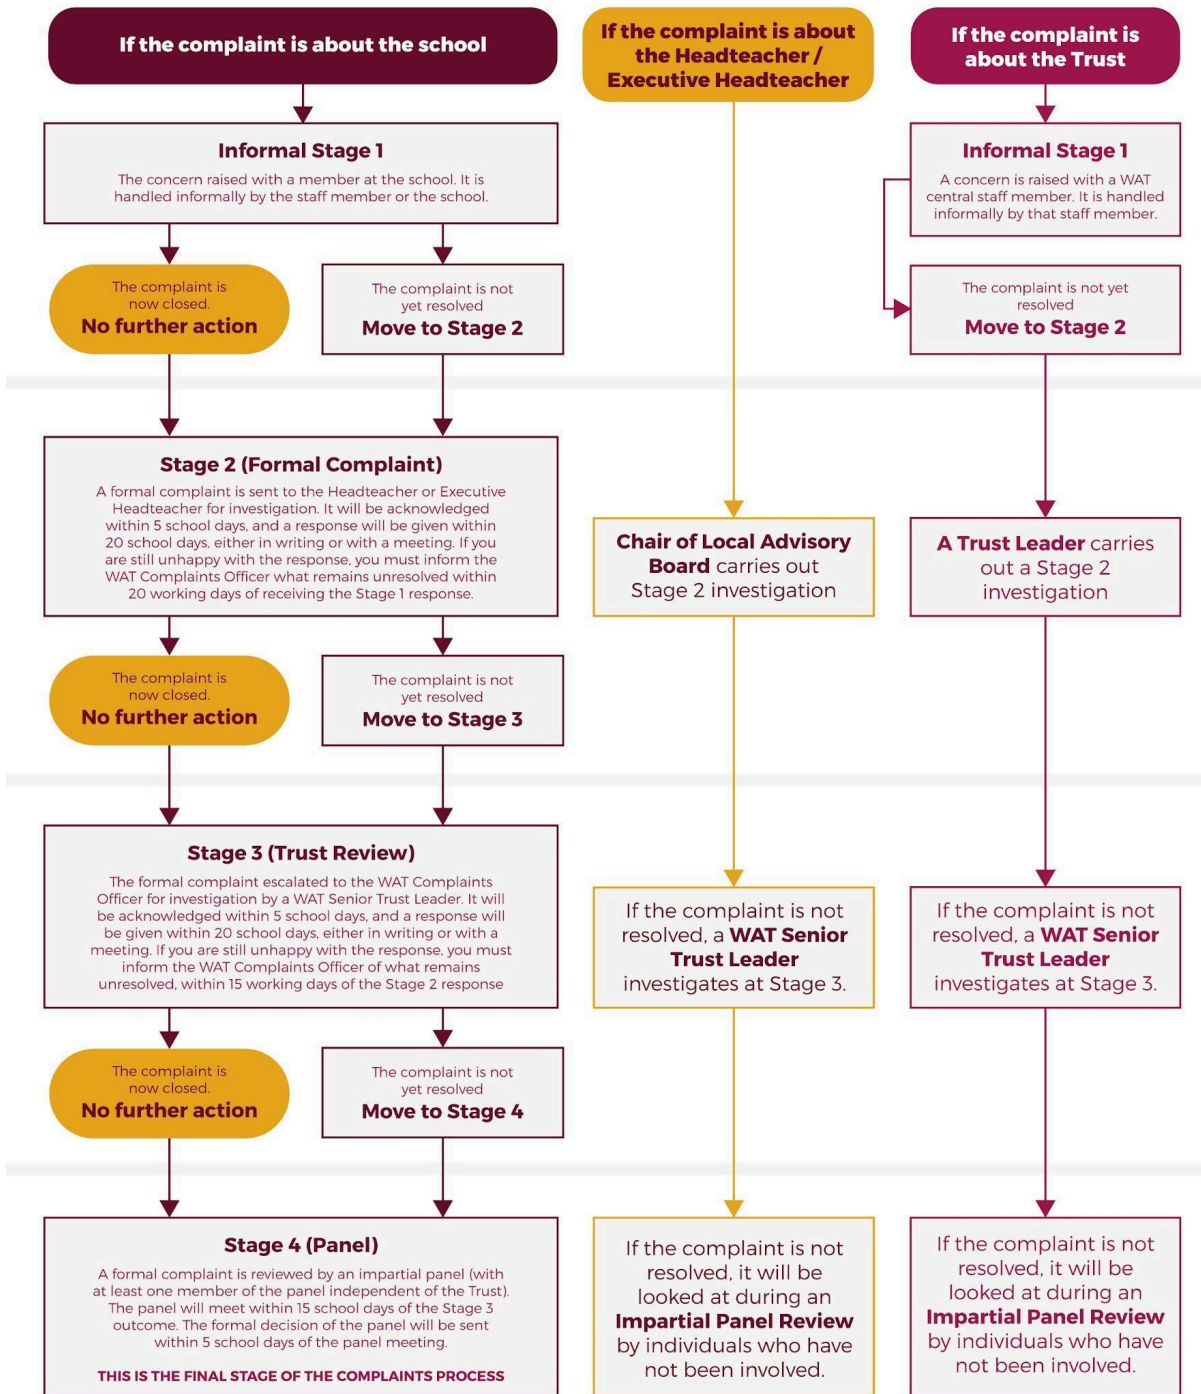 If the complaint is about the school
Informal Stage 1
The concern raised with a member at the school. It is
handled informally by the staff member or the school.
The complaint is
now closed.
No further action
The complaint is not
yet resolved
Move to Stage 2
Stage 2 (Formal Complaint)
A formal complaint is sent to the Headteacher or Executive
Headteacher for investigation. It will be acknowledged
within 5 school days, and a response will be given within
20 school days, either in writing or with a meeting. If you
are still unhappy with the response, you must inform the
WAT Complaints Officer what remains unresolved within
20 working days of receiving the Stage 1 response.
The complaint is
now closed.
No further action
The complaint is not
yet resolved
Move to Stage 3
Stage 3 (Trust Review)
The formal complaint escalated to the WAT Complaints
Officer for investigation by a WAT Senior Trust Leader. It will
be acknowledged within 5 school days, and a response will
be given within 20 school days, either in writing or with a
meeting. If you are still unhappy with the response, you must
inform the WAT Complaints Officer of what remains
unresolved, within 15 working days of the Stage 2 response
The complaint is
now closed.
No further action
The complaint is not
yet resolved
Move to Stage 4
Stage 4 (Panel)
A formal complaint is reviewed by an impartial panel (with
at least one member of the panel independent of the Trust).
The panel will meet within 15 school days of the Stage 3
outcome. The formal decision of the panel will be sent
within 5 school days of the panel meeting.
THIS IS THE FINAL STAGE OF THE COMPLAINTS PROCESS
If the complaint is about
the Headteacher /
Executive Headteacher
Chair of Local Advisory
Board carries out
Stage 2 investigation
If the complaint is not
resolved, a WAT Senior
Trust Leader
investigates at Stage 3.
If the complaint is not
resolved, it will be
looked at during an
Impartial Panel Review
by individuals who have
not been involved.
If the complaint is
about the Trust
Informal Stage 1
A concern is raised with a WAT
central staff member. It is handled
informally by that staff member.
The complaint is not yet
resolved
Move to Stage 2
A Trust Leader carries
out a Stage 2
investigation
If the complaint is not
resolved, a WAT Senior
Trust Leader
investigates at Stage 3.
If the complaint is not
resolved, it will be
looked at during an
Impartial Panel Review
by individuals who have
not been involved.